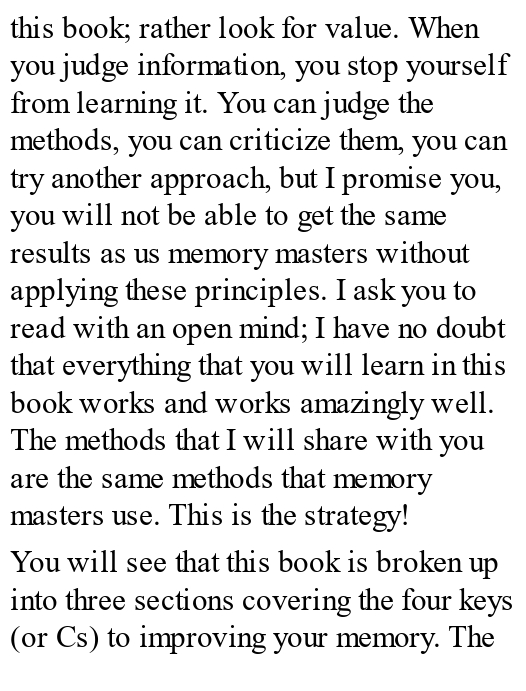 this book; rather look for value. When
you judge information, you stop yourself
from learning it. You can judge the
methods, you can criticize them, you can
try another approach, but I promise you,
you will not be able to get the same
results as us memory masters without
applying these principles. I ask you to
read with an open mind; I have no doubt
that everything that you will learn in this
book works and works amazingly well.
The methods that I will share with you
are the same methods that memory
masters use. This is the strategy!
You will see that this book is broken up
into three sections covering the four keys
(or Cs) to improving your memory. The